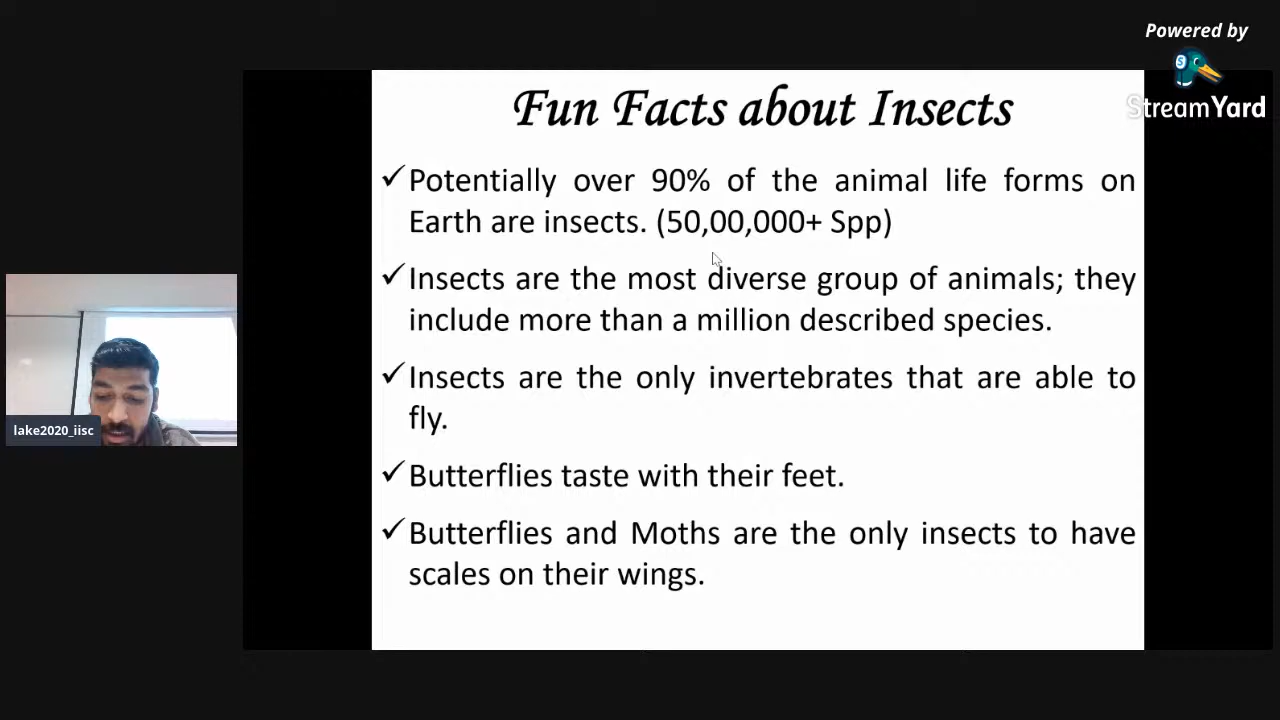 Powered by
StreamYard
Fun Facts about Insects
✓Potentially over 90% of the animal life forms on
Earth are insects. (50,00,000+ Spp)
✓Insects are the most diverse group of animals; they
include more than a million described species.
✓Insects are the only invertebrates that are able to
fly.
✓Butterflies taste with their feet.
✓Butterflies and Moths are the only insects to have
scales on their wings.
lake2020_iisc